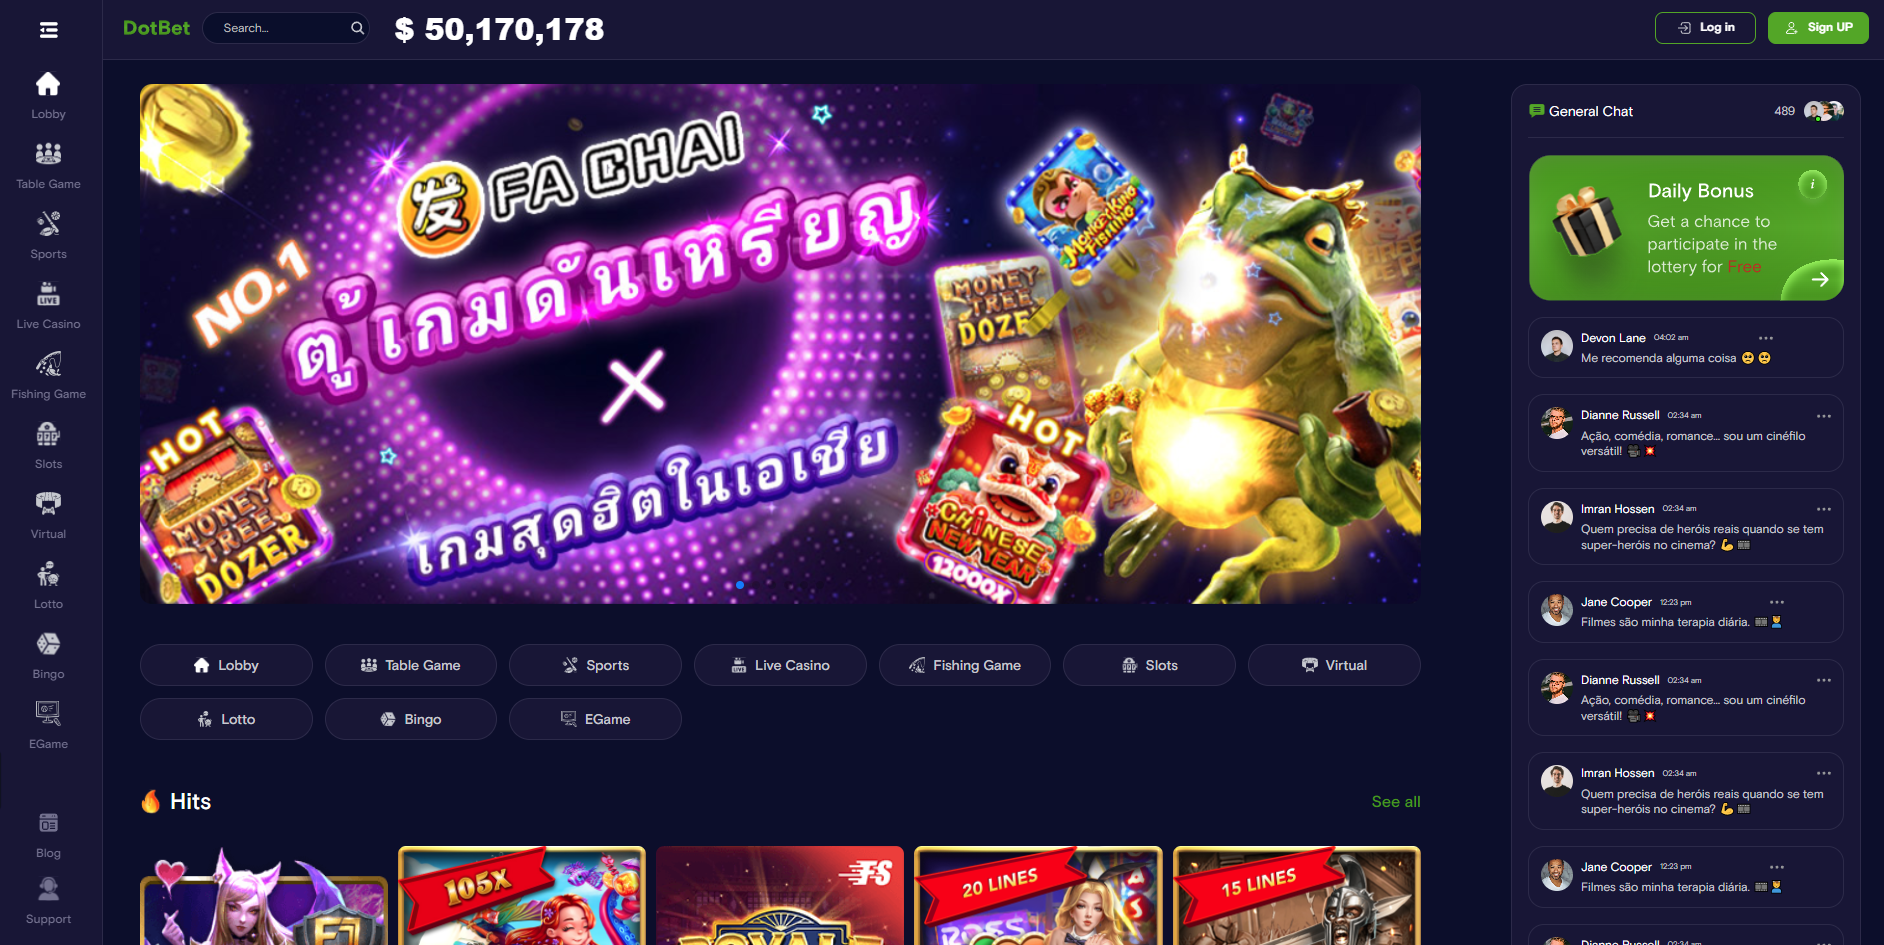 DotBet
Search...
$ 50,170,178
Log in
Sign UP
Lobby
Table Game
Sports
LIVE
Live Casino
Fishing Game
Slots
Virtual
Lotto
Bingo
EGame
Blog
Support
发 FA CHAI
NO.1
ตู้เกมดันเหรียญ
X
เกมสุดฮิตในเอเชีย
HOT
MONEY
TREE
DOZER
MONKEY KING
FISHING
MONEY
TREE
DOZER
HOT
CHINESE
NEW YEAR
12000X
Lobby
Table Game
Sports
Live Casino
Fishing Game
Slots
Virtual
Lotto
Bingo
EGame
Hits
See all
105X
FS
ROYALE
20 LINES
15 LINES
General Chat
489
Daily Bonus
i
Get a chance to
participate in the
lottery for Free
Devon Lane 04:02 am
Me recomenda alguma coisa
Dianne Russell 02:34 am
Ação, comédia, romance... sou um cinéfilo
versátil!
Imran Hossen 02:34 am
Quem precisa de heróis reais quando se tem
super-heróis no cinema?
Jane Cooper 12:23 pm
Filmes são minha terapia diária.
Dianne Russell 02:34 am
Ação, comédia, romance... sou um cinéfilo
versátil!
Imran Hossen 02:34 am
Quem precisa de heróis reais quando se tem
super-heróis no cinema?
Jane Cooper 12:23 pm
Filmes são minha terapia diária.
Dianne Russell 02:34 am